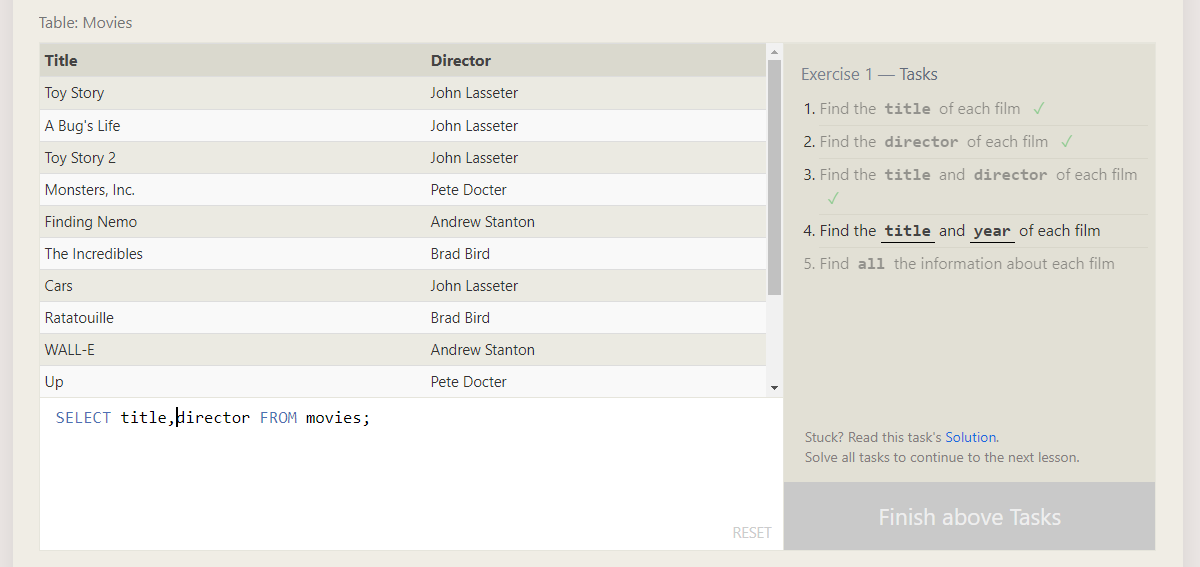 Table: Movies
Title Director
Toy Story John Lasseter
A Bug's Life John Lasseter
Toy Story 2 John Lasseter
Monsters, Inc. Pete Docter
Finding Nemo Andrew Stanton
The Incredibles Brad Bird
Cars John Lasseter
Ratatouille Brad Bird
WALL-E Andrew Stanton
Up Pete Docter
SELECT title,director FROM movies;
RESET
Exercise 1 — Tasks
1. Find the title of each film ✓
2. Find the director of each film ✓
3. Find the title and director of each film
✓
4. Find the title and year of each film
5. Find all the information about each film
Stuck? Read this task's Solution.
Solve all tasks to continue to the next lesson.
Finish above Tasks